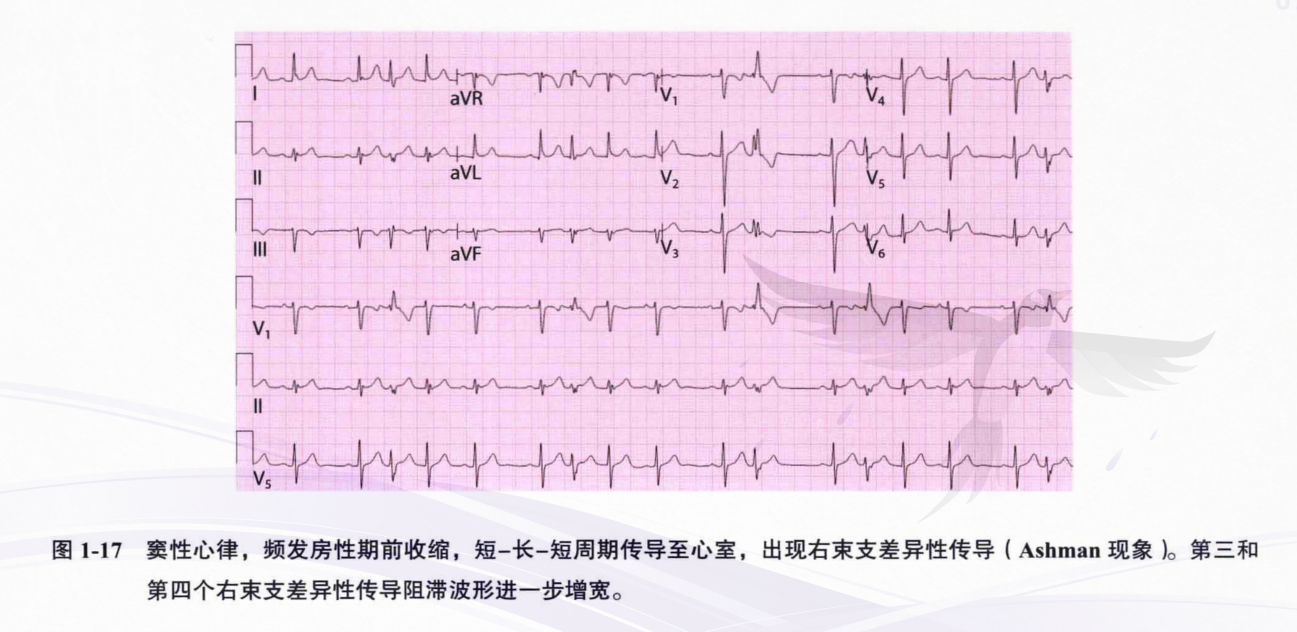 I
aVR
V1
V4
II
aVL
V2
V5
III
aVF
V3
V6
V1
II
V5
图 1-17 窦性心律，频发房性期前收缩，短-长-短周期传导至心室，出现右束支差异性传导（Ashman 现象）。第三和
第四个右束支差异性传导阻滞波形进一步增宽。